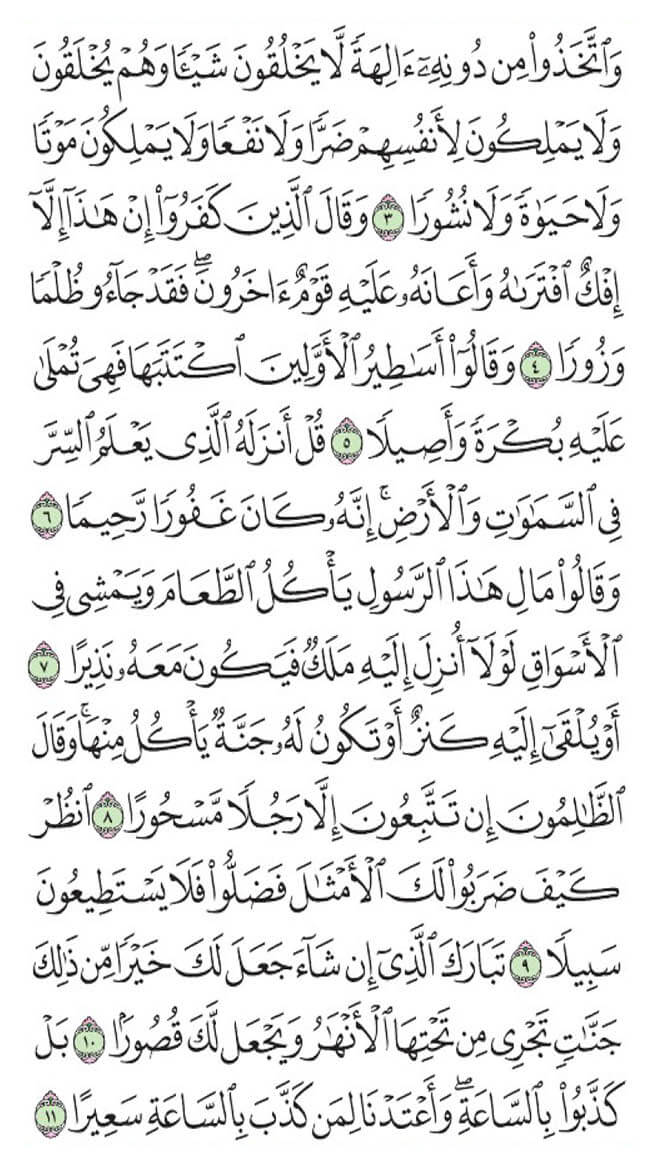 وَٱتَّخَذُواْ مِن دُونِهِۦٓ ءَالِهَةٗ لَّا يَخۡلُقُونَ شَيۡـٔٗا وَهُمۡ يُخۡلَقُونَ
وَلَا يَمۡلِكُونَ لِأَنفُسِهِمۡ ضَرّٗا وَلَا نَفۡعٗا وَلَا يَمۡلِكُونَ مَوۡتٗا
وَلَا حَيَوٰةٗ وَلَا نُشُورٗا ٣ وَقَالَ ٱلَّذِينَ كَفَرُوٓاْ إِنۡ هَٰذَآ إِلَّآ
إِفۡكٌ ٱفۡتَرَىٰهُ وَأَعَانَهُۥ عَلَيۡهِ قَوۡمٌ ءَاخَرُونَۖ فَقَدۡ جَآءُو ظُلۡمٗا
وَزُورٗا ٤ وَقَالُوٓاْ أَسَٰطِيرُ ٱلۡأَوَّلِينَ ٱكۡتَتَبَهَا فَهِيَ تُمۡلَىٰ
عَلَيۡهِ بُكۡرَةٗ وَأَصِيلٗا ٥ قُلۡ أَنزَلَهُ ٱلَّذِي يَعۡلَمُ ٱلسِّرَّ
فِي ٱلسَّمَٰوَٰتِ وَٱلۡأَرۡضِۚ إِنَّهُۥ كَانَ غَفُورٗا رَّحِيمٗا ٦
وَقَالُواْ مَالِ هَٰذَا ٱلرَّسُولِ يَأۡكُلُ ٱلطَّعَامَ وَيَمۡشِي فِي
ٱلۡأَسۡوَاقِ لَوۡلَآ أُنزِلَ إِلَيۡهِ مَلَكٞ فَيَكُونَ مَعَهُۥ نَذِيرًا ٧
أَوۡ يُلۡقَىٰٓ إِلَيۡهِ كَنزٌ أَوۡ تَكُونُ لَهُۥ جَنَّةٞ يَأۡكُلُ مِنۡهَاۚ وَقَالَ
ٱلظَّٰلِمُونَ إِن تَتَّبِعُونَ إِلَّا رَجُلٗا مَّسۡحُورًا ٨ ٱنظُرۡ
كَيۡفَ ضَرَبُواْ لَكَ ٱلۡأَمۡثَٰلَ فَضَلُّواْ فَلَا يَسۡتَطِيعُونَ
سَبِيلٗا ٩ تَبَارَكَ ٱلَّذِيٓ إِن شَآءَ جَعَلَ لَكَ خَيۡرٗا مِّن ذَٰلِكَ
جَنَّٰتٖ تَجۡرِي مِن تَحۡتِهَا ٱلۡأَنۡهَٰرُ وَيَجۡعَل لَّكَ قُصُورَۢا ١٠ بَلۡ
كَذَّبُواْ بِٱلسَّاعَةِۖ وَأَعۡتَدۡنَا لِمَن كَذَّبَ بِٱلسَّاعَةِ سَعِيرًا ١١